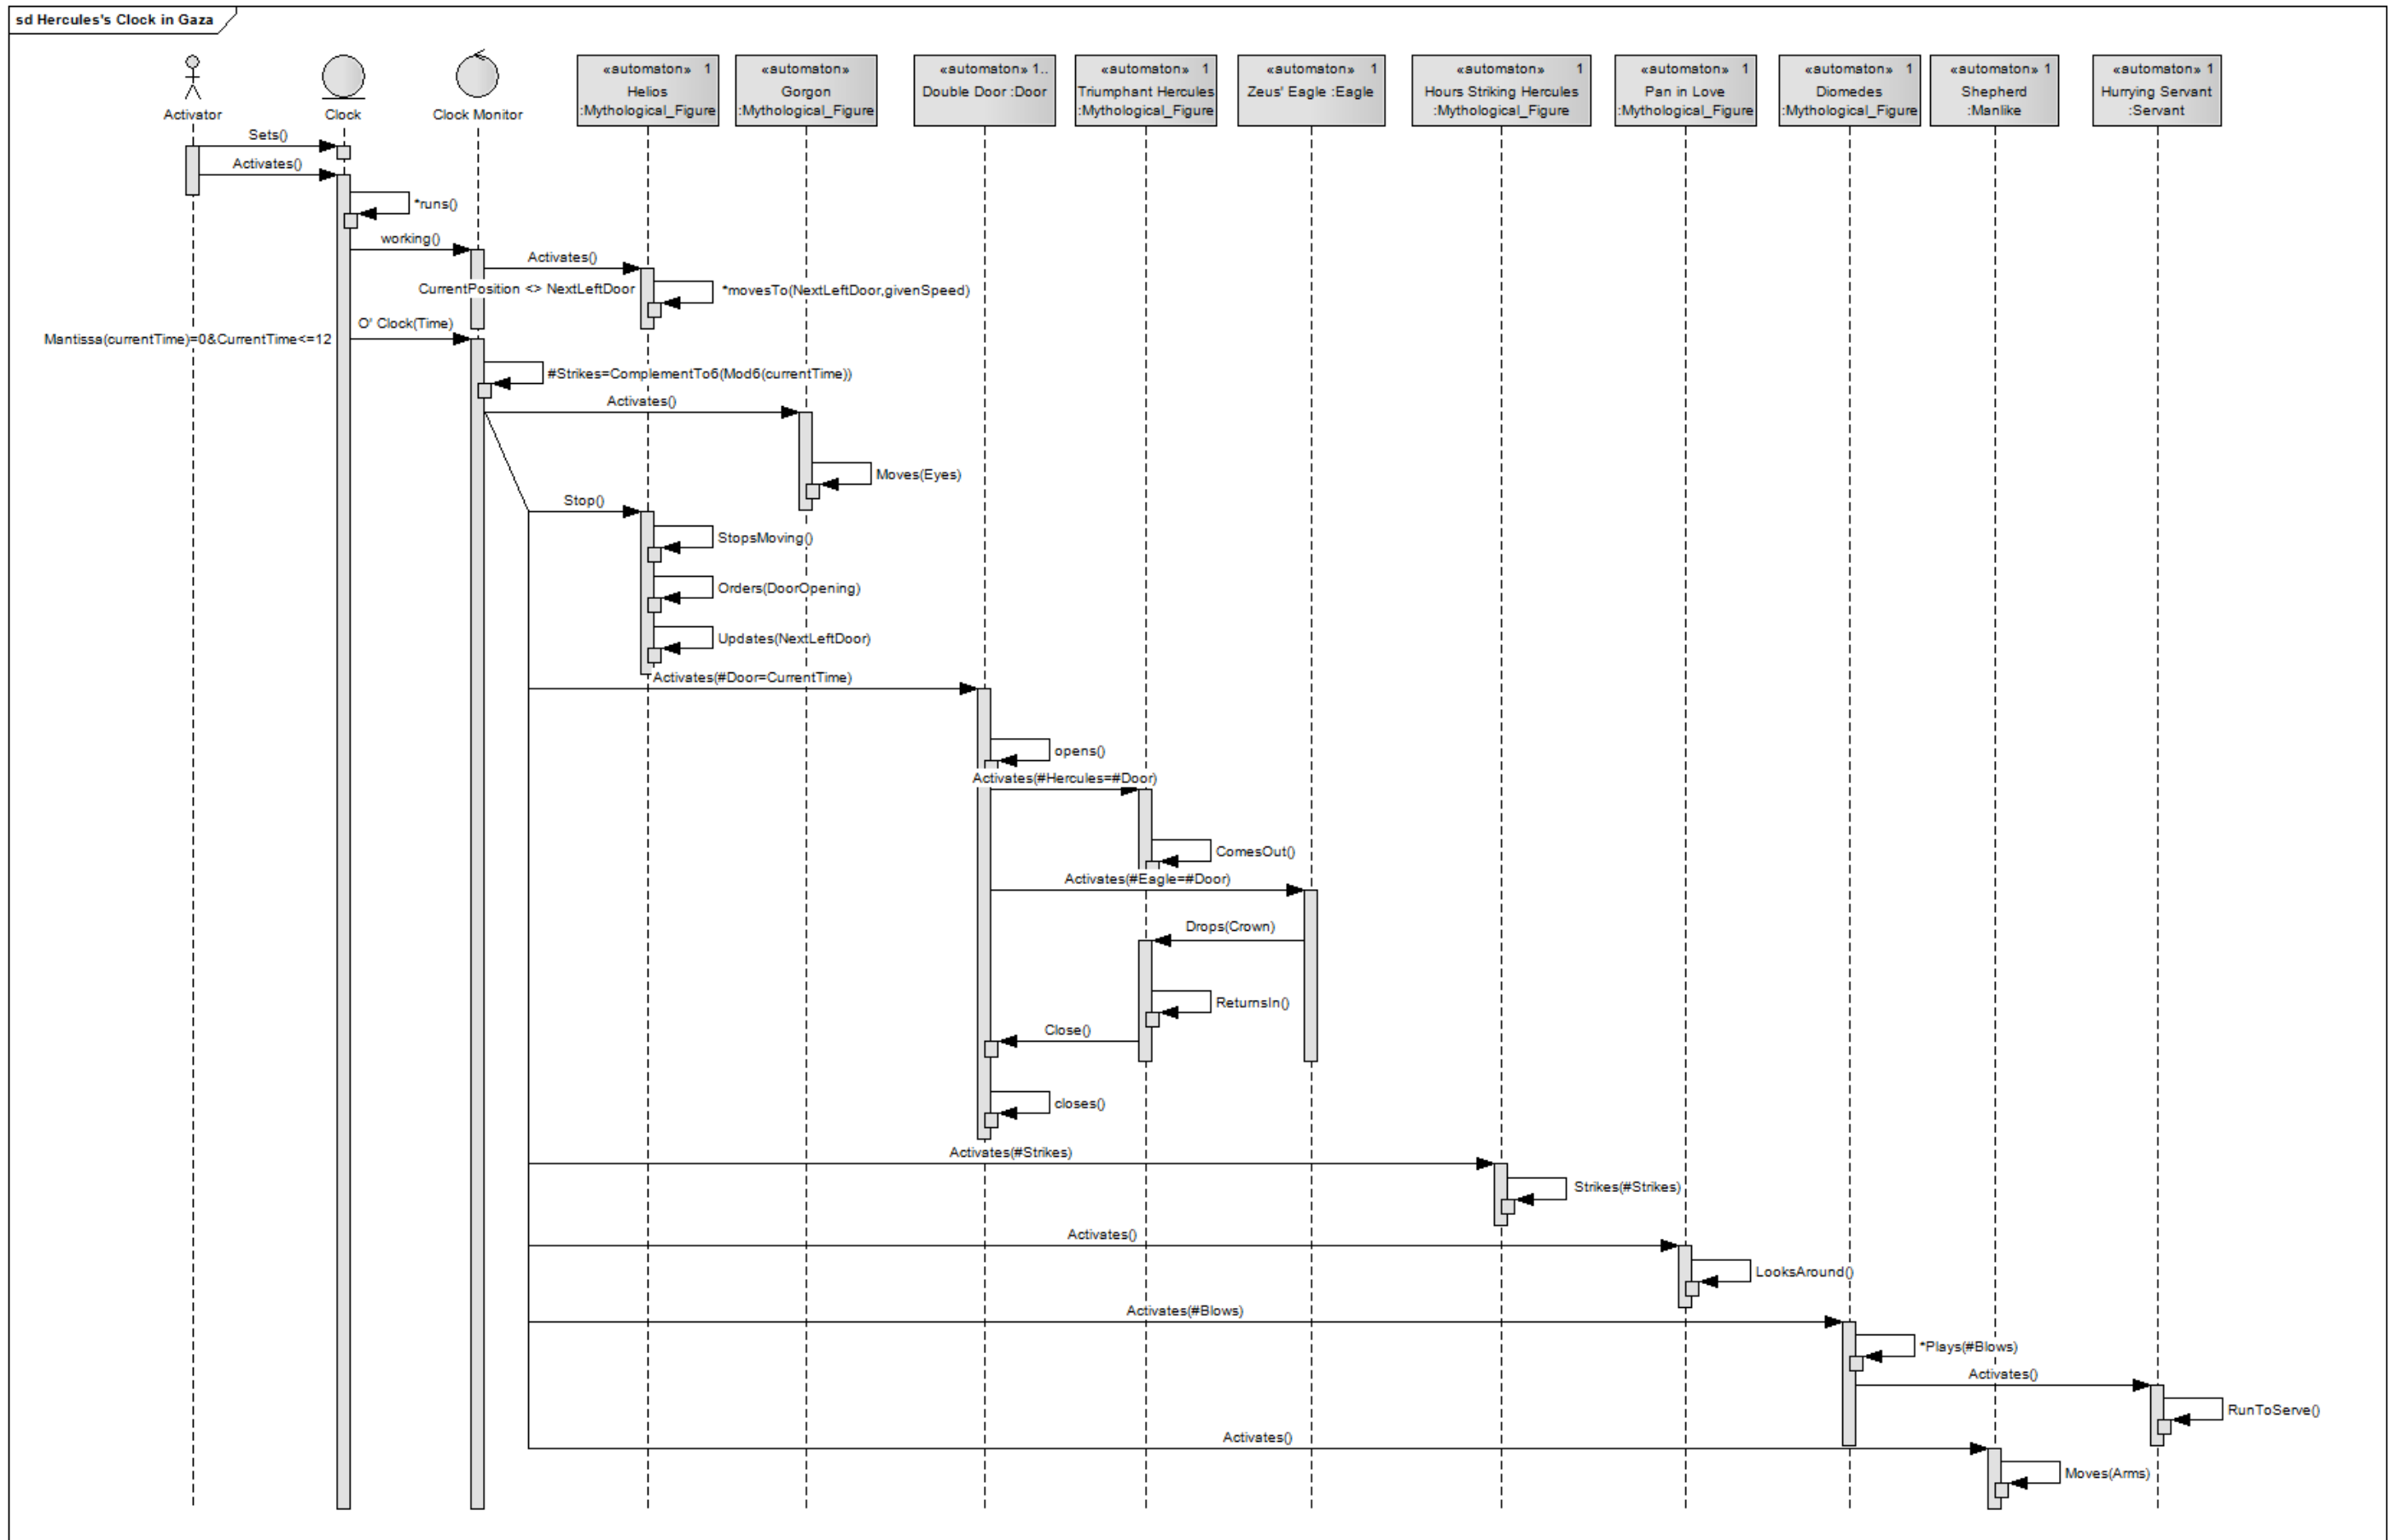 sd Hercules's Clock in Gaza
Activator
Clock
Clock Monitor
«automaton» 1
Helios
:Mythological_Figure
«automaton»
Gorgon
:Mythological_Figure
«automaton» 1..
Double Door :Door
«automaton» 1
Triumphant Hercules
:Mythological_Figure
«automaton» 1
Zeus' Eagle :Eagle
«automaton» 1
Hours Striking Hercules
:Mythological_Figure
«automaton» 1
Pan in Love
:Mythological_Figure
«automaton» 1
Diomedes
:Mythological_Figure
«automaton» 1
Shepherd
:Manlike
«automaton» 1
Hurrying Servant
:Servant
Sets()
Activates()
*runs()
working()
Activates()
CurrentPosition <> NextLeftDoor
*movesTo(NextLeftDoor,givenSpeed)
O' Clock(Time)
Mantissa(currentTime)=0&CurrentTime<=12
#Strikes=ComplementTo6(Mod6(currentTime))
Activates()
Moves(Eyes)
Stop()
StopsMoving()
Orders(DoorOpening)
Updates(NextLeftDoor)
Activates(#Door=CurrentTime)
opens()
Activates(#Hercules=#Door)
ComesOut()
Activates(#Eagle=#Door)
Drops(Crown)
ReturnsIn()
Close()
closes()
Activates(#Strikes)
Strikes(#Strikes)
Activates()
LooksAround()
Activates(#Blows)
*Plays(#Blows)
Activates()
RunToServe()
Activates()
Moves(Arms)